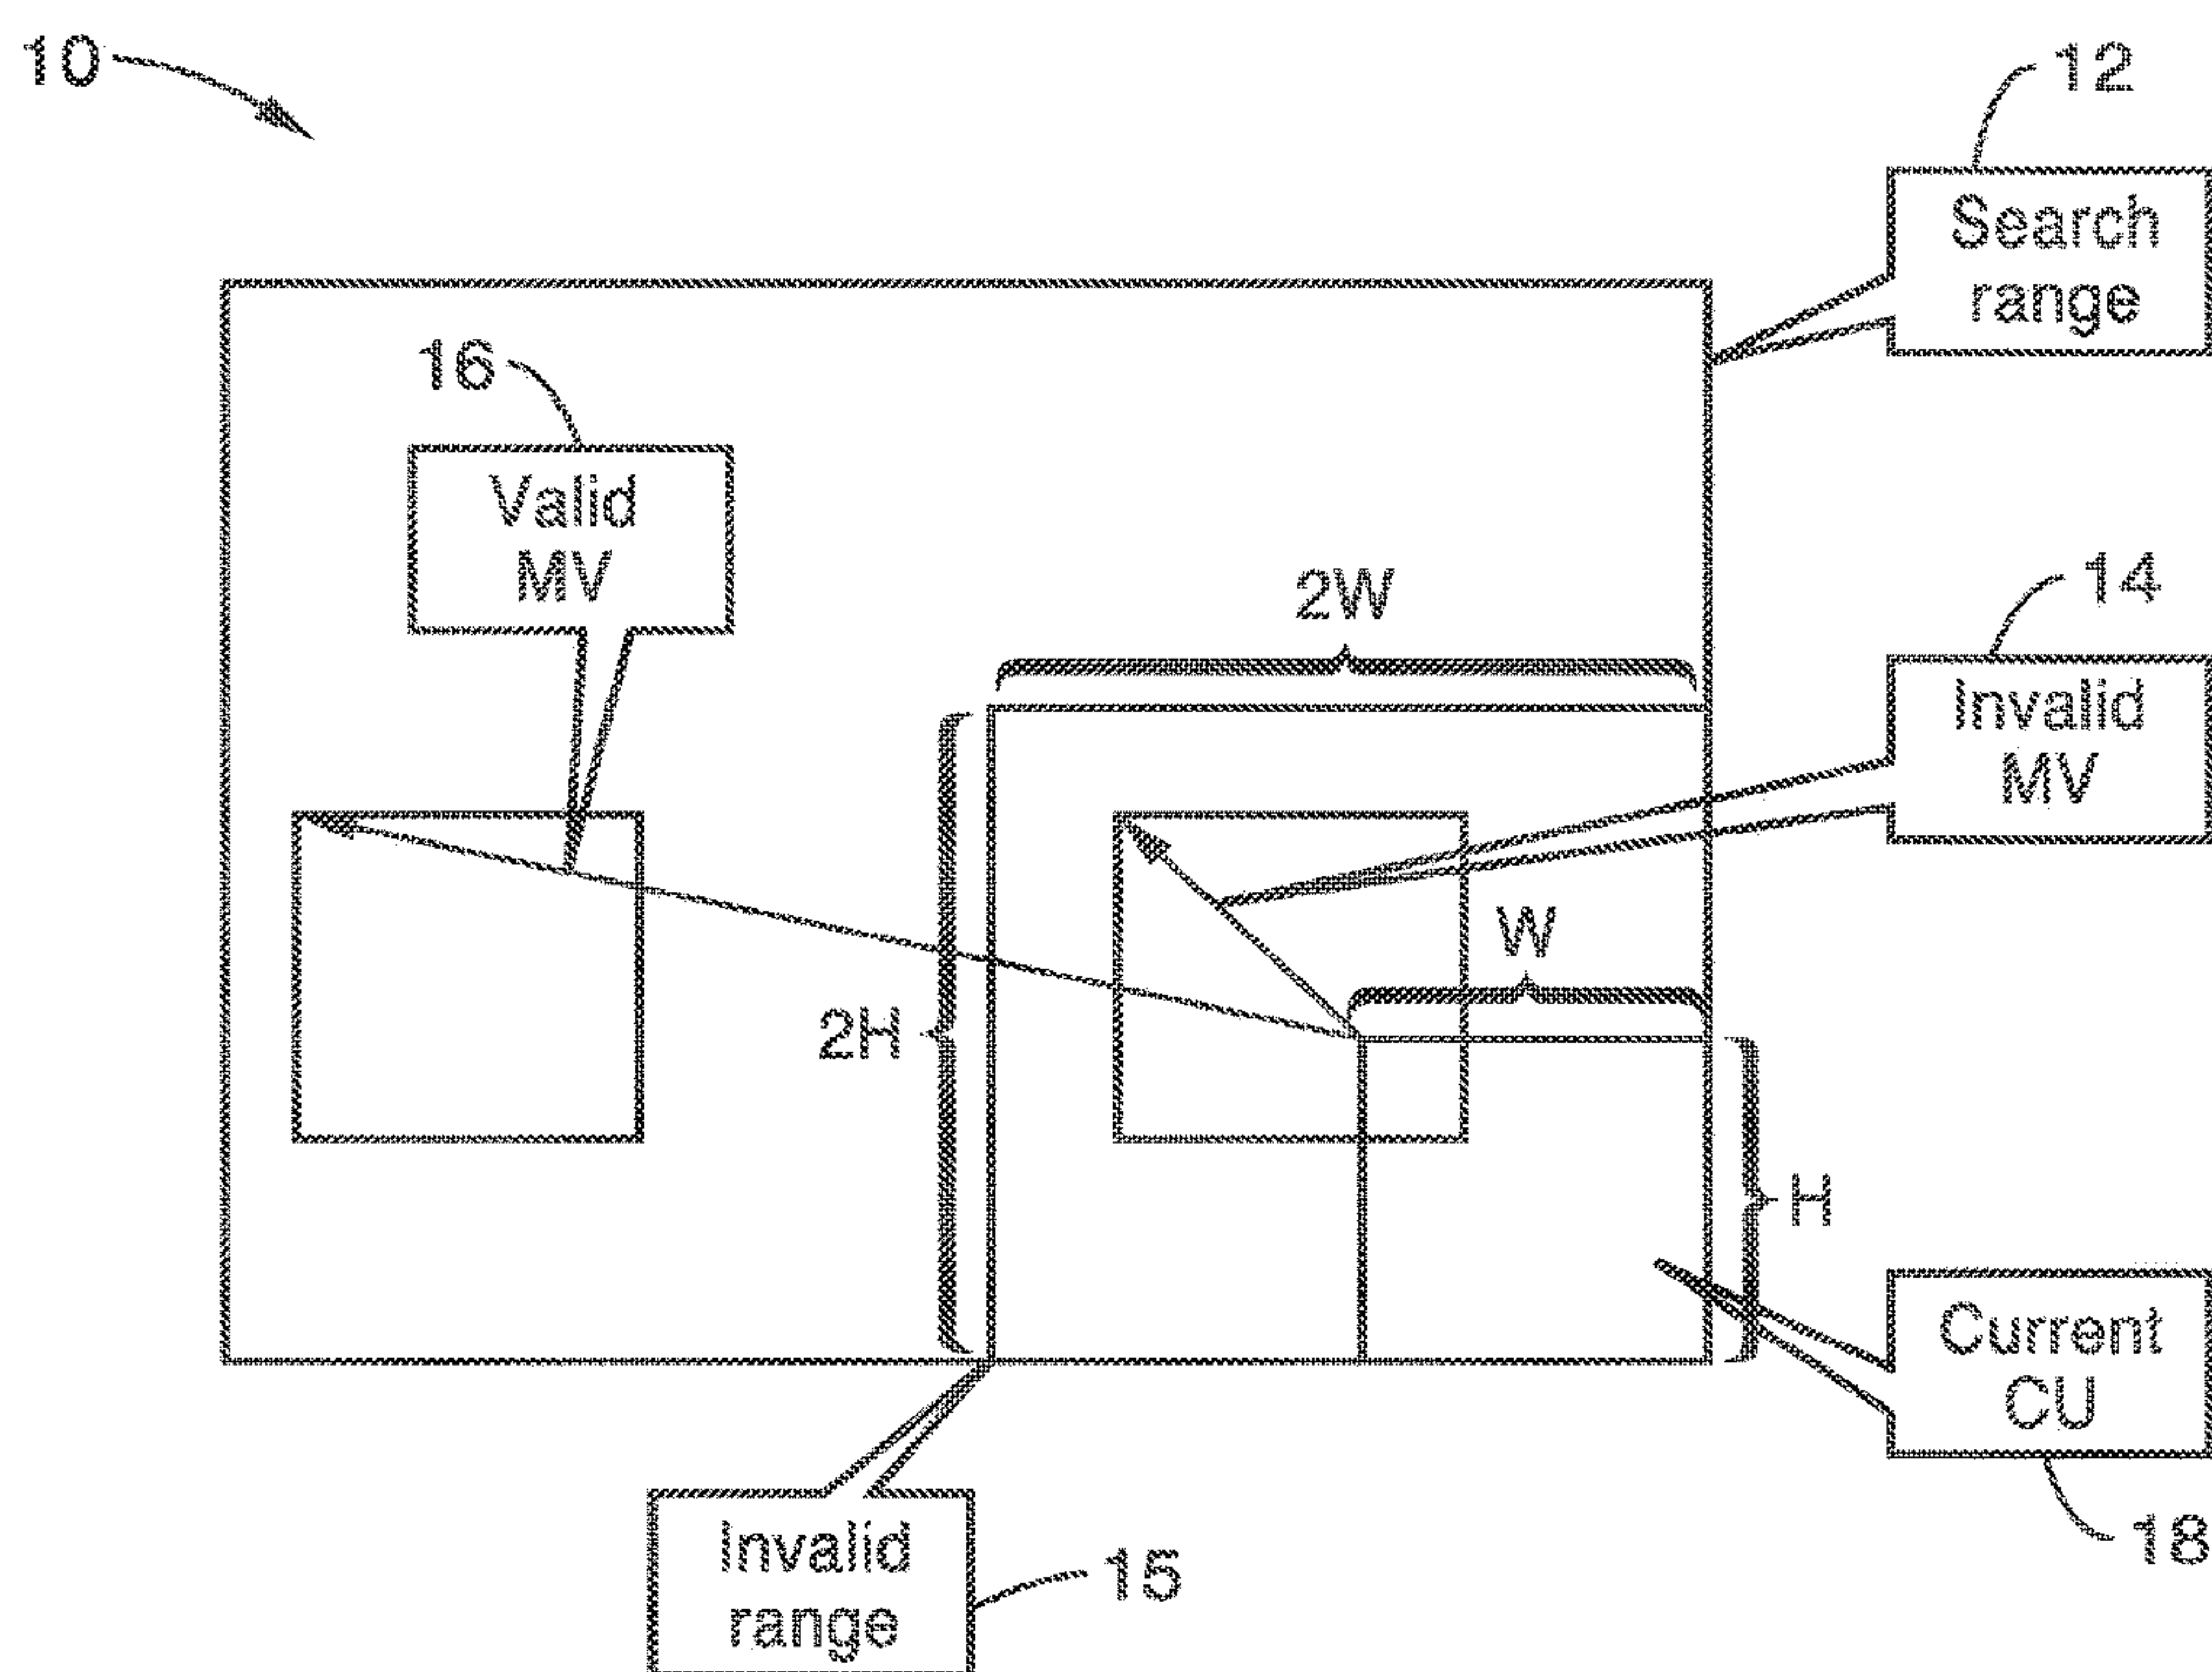 10
12
Search
range
16
Valid
MV
2W
14
Invalid
MV
W
2H
H
Current
CU
18
Invalid
range
15